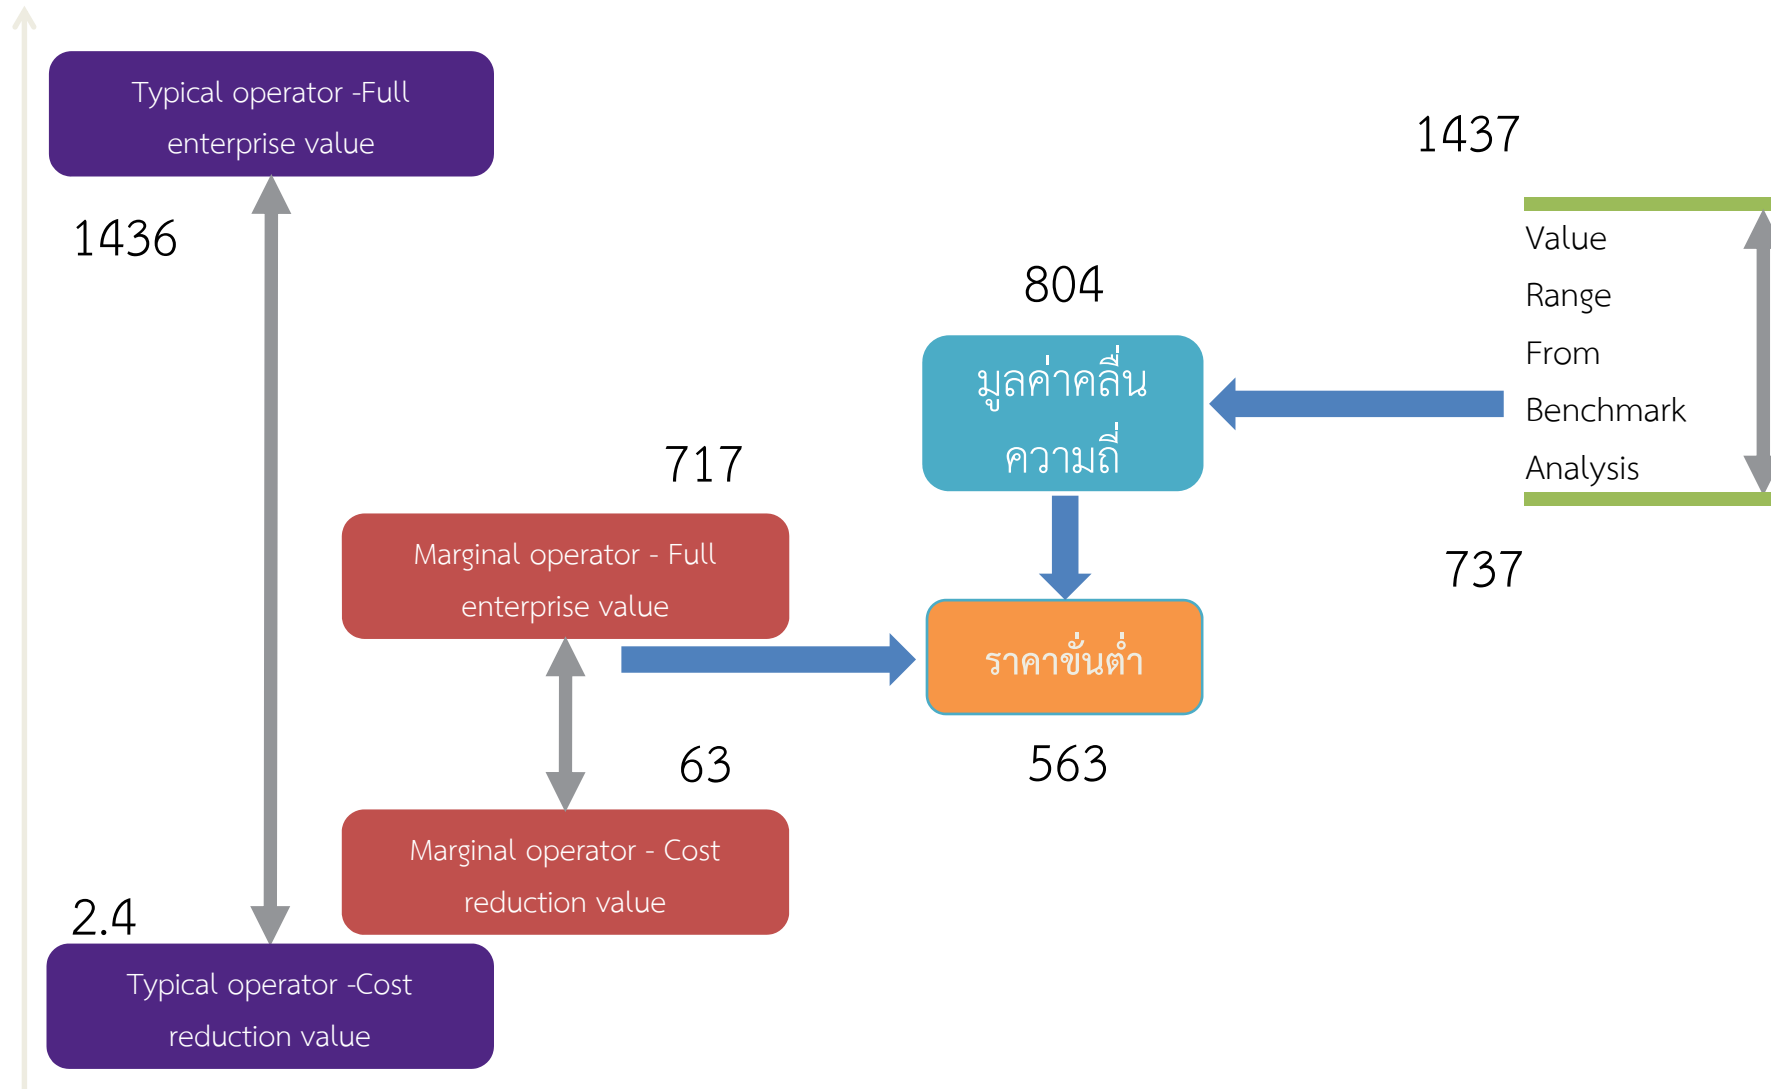 Typical operator -Full
enterprise value
1436
2.4
Typical operator -Cost
reduction value
717
Marginal operator - Full
enterprise value
63
Marginal operator - Cost
reduction value
804
มูลค่าคลื่น
ความถี่
ราคาขั่นต่ำ
563
1437
Value
Range
From
Benchmark
Analysis
737